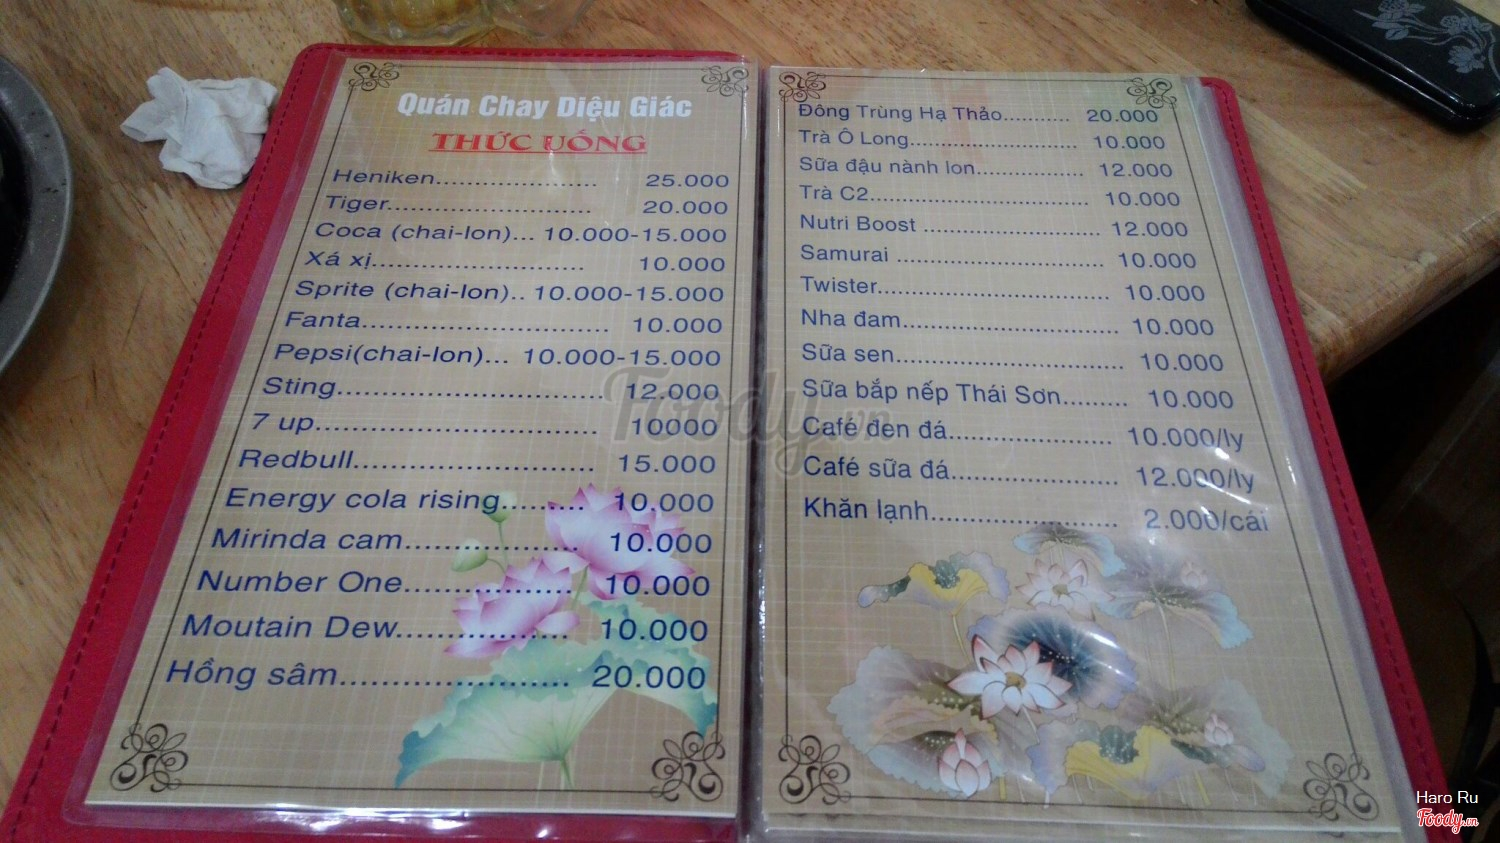 Quán Chay Diệu Giác
THỨC UỐNG
Heniken...................... 25.000
Tiger.......................... 20.000
Coca (chai-lon)... 10.000-15.000
Xá xị........................... 10.000
Sprite (chai-lon).. 10.000-15.000
Fanta............................... 10.000
Pepsi(chai-lon)... 10.000-15.000
Sting................................ 12.000
7 up................................. 10000
Redbull............................ 15.000
Energy cola rising......... 10.000
Mirinda cam................... 10.000
Number One.................. 10.000
Moutain Dew.................. 10.000
Hồng sâm........................ 20.000
Đông Trùng Hạ Thảo........... 20.000
Trà Ô Long............................ 10.000
Sữa đậu nành lon.................. 12.000
Trà C2.................................... 10.000
Nutri Boost ............................ 12.000
Samurai ................................. 10.000
Twister..................................... 10.000
Nha đam.................................. 10.000
Sữa sen................................... 10.000
Sữa bắp nếp Thái Sơn......... 10.000
Café đen đá........................ 10.000/ly
Café sữa đá........................ 12.000/ly
Khăn lạnh........................... 2.000/cái
Foody.vn
Haro Ru
Foody.vn